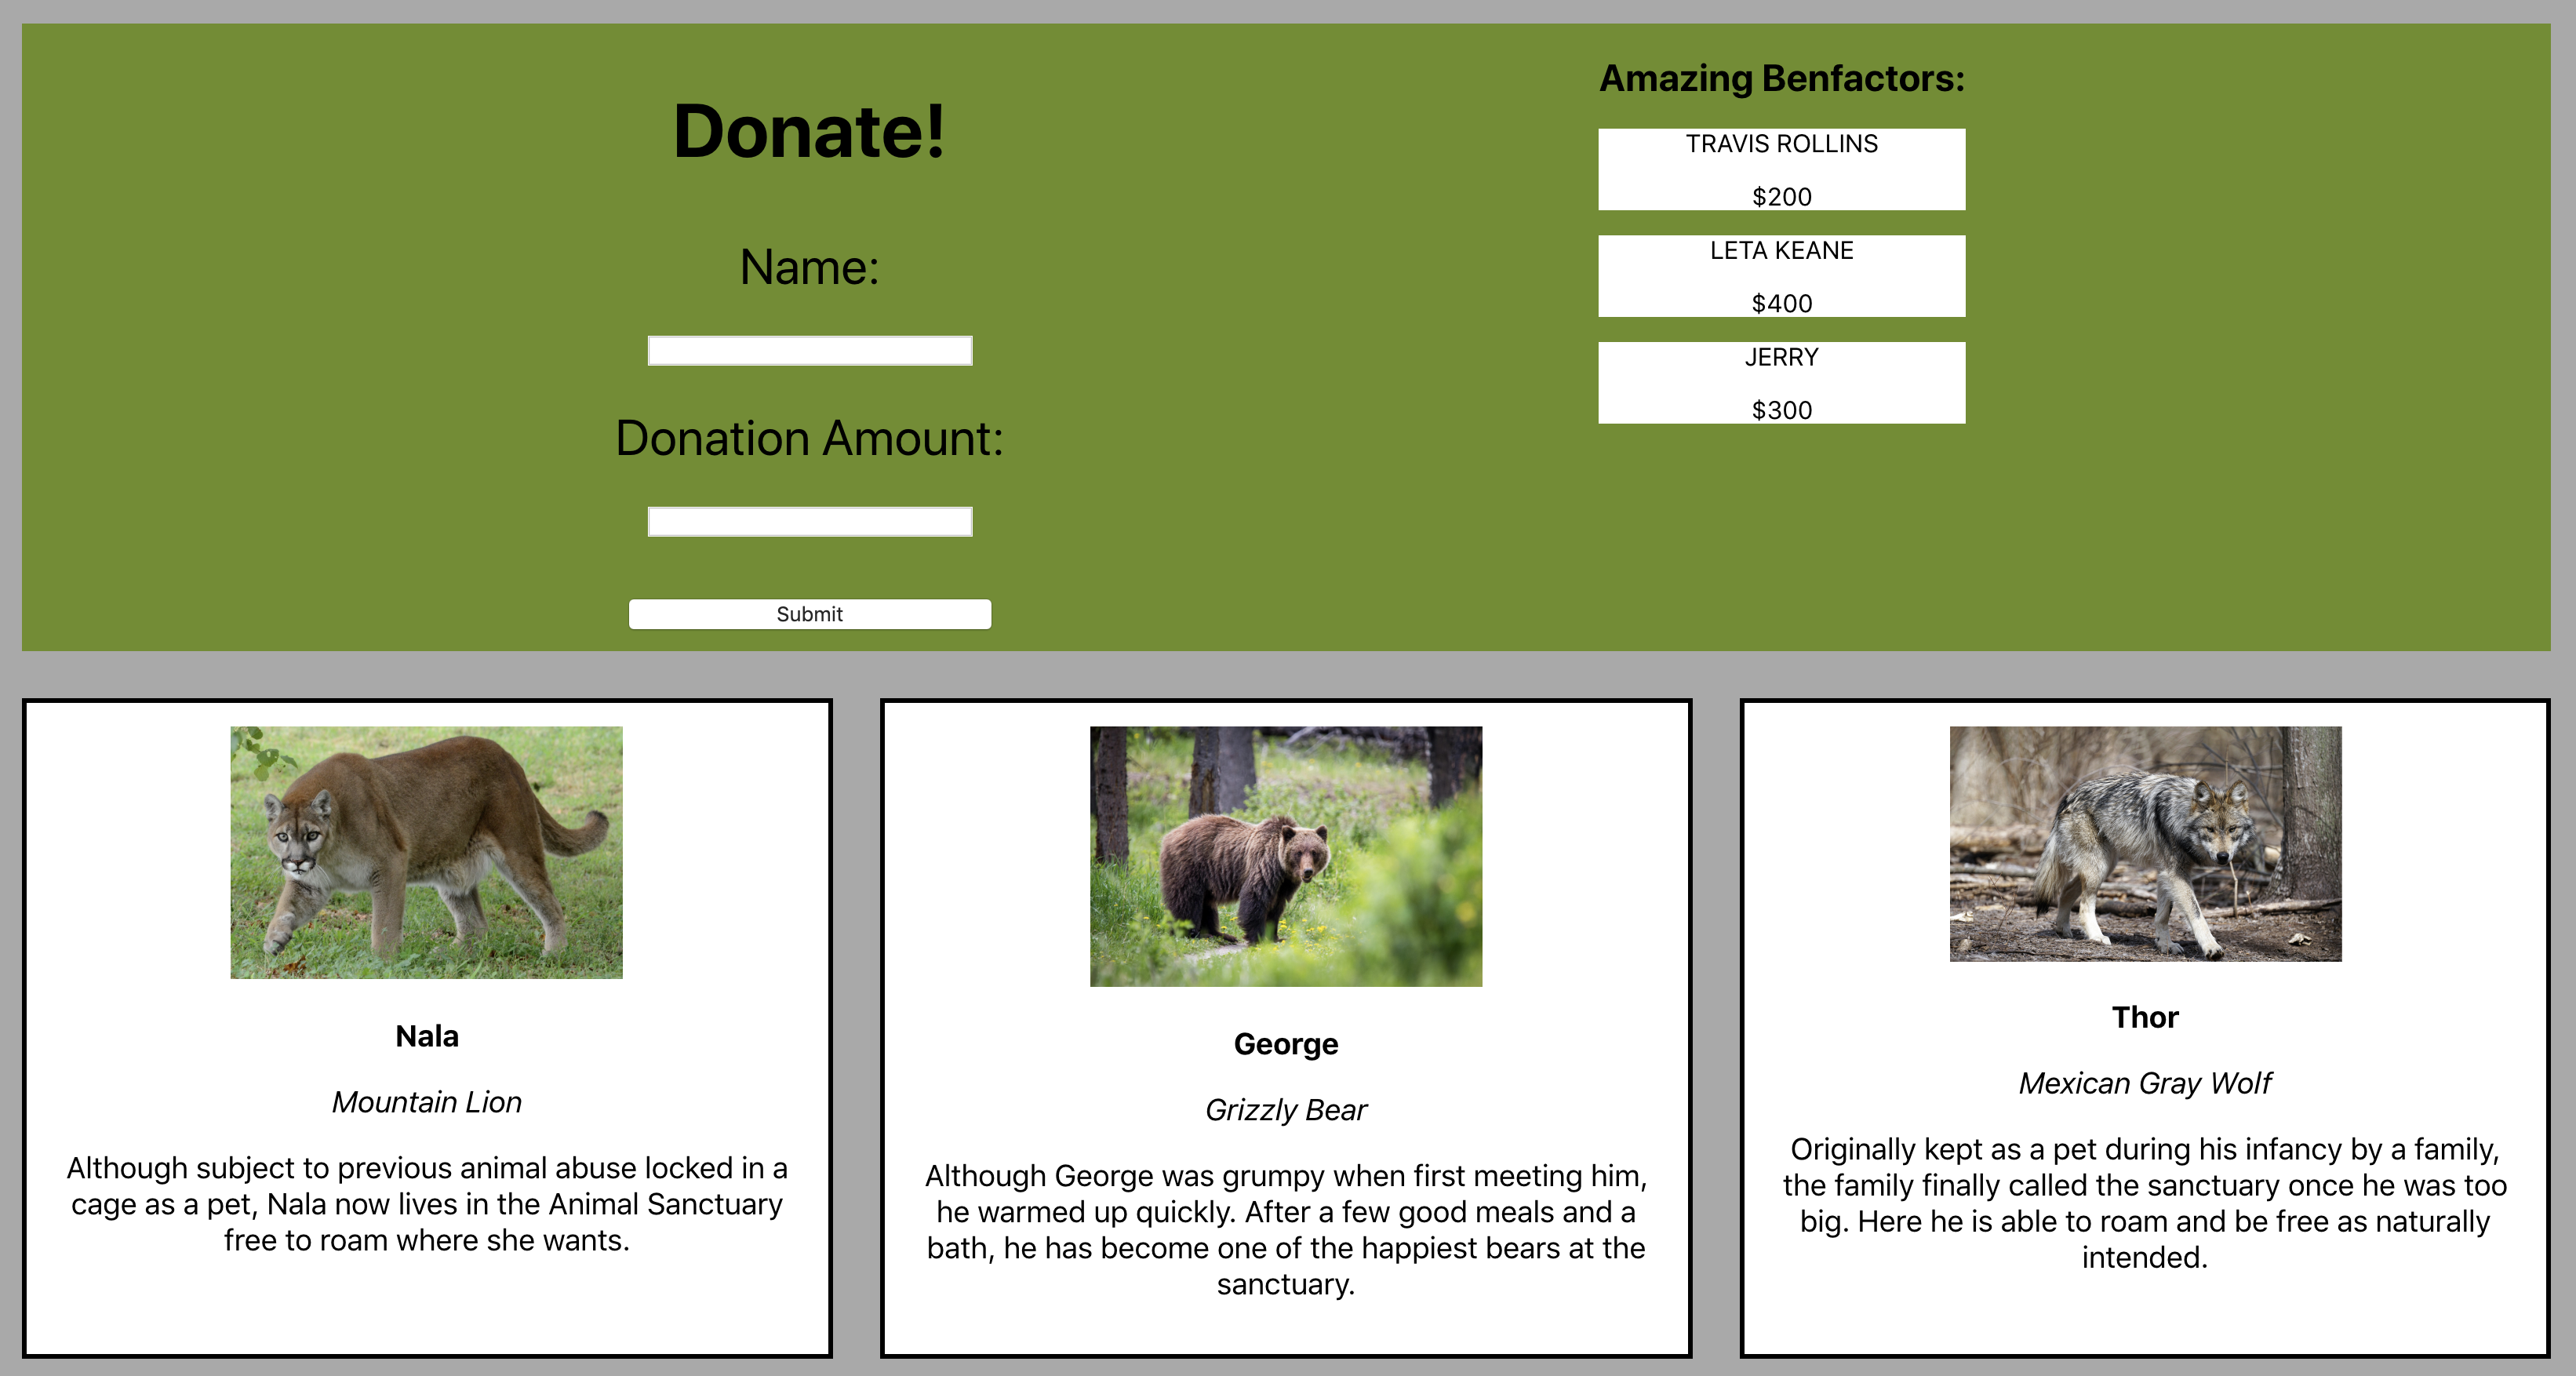 Donate!
Name:
Donation Amount:
Submit
Amazing Benfactors:
TRAVIS ROLLINS
$200
LETA KEANE
$400
JERRY
$300
Nala
Mountain Lion
Although subject to previous animal abuse locked in a
cage as a pet, Nala now lives in the Animal Sanctuary
free to roam where she wants.
George
Grizzly Bear
Although George was grumpy when first meeting him,
he warmed up quickly. After a few good meals and a
bath, he has become one of the happiest bears at the
sanctuary.
Thor
Mexican Gray Wolf
Originally kept as a pet during his infancy by a family,
the family finally called the sanctuary once he was too
big. Here he is able to roam and be free as naturally
intended.